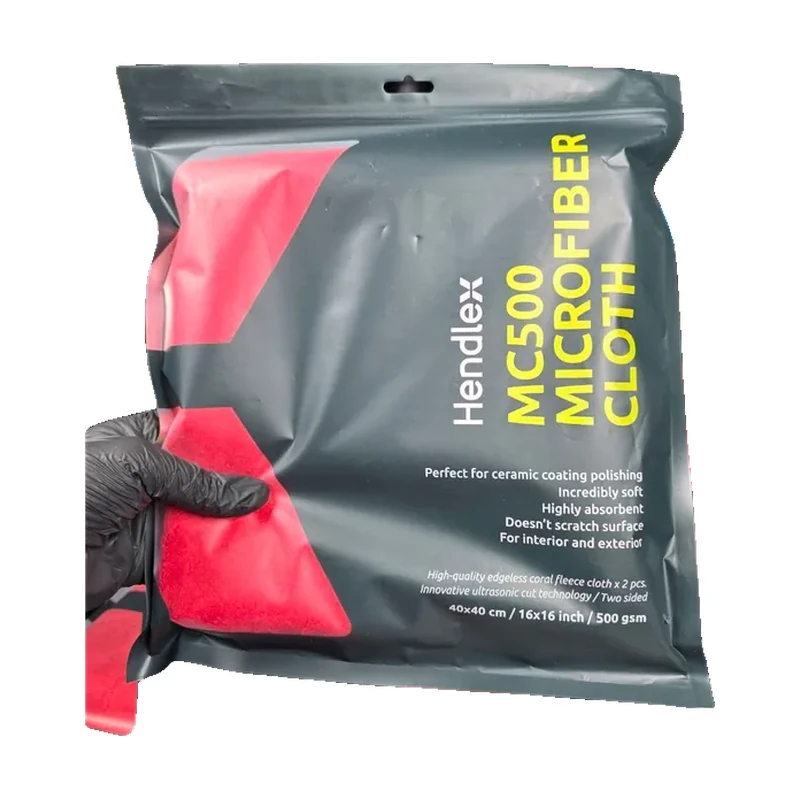 Hendlex
MC500
MICROFIBER
CLOTH
Perfect for ceramic coating polishing
Incredibly soft
Highly absorbent
Doesn't scratch surface
For interior and exterior
High-quality edgeless coral fleece cloth x 2 pcs.
Innovative ultrasonic cut technology / Two sided
40x40 cm / 16x16 inch / 500 gsm